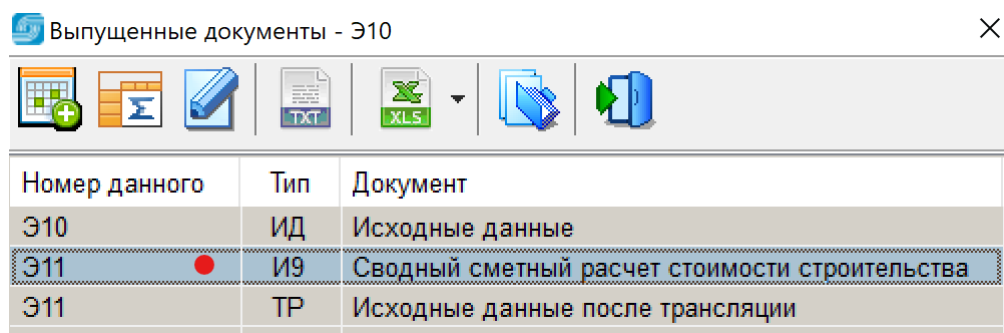 Выпущенные документы - Э10
TXT XLS
Номер данного Тип Документ
Э10 ИД Исходные данные
Э11 И9 Сводный сметный расчет стоимости строительства
Э11 ТР Исходные данные после трансляции